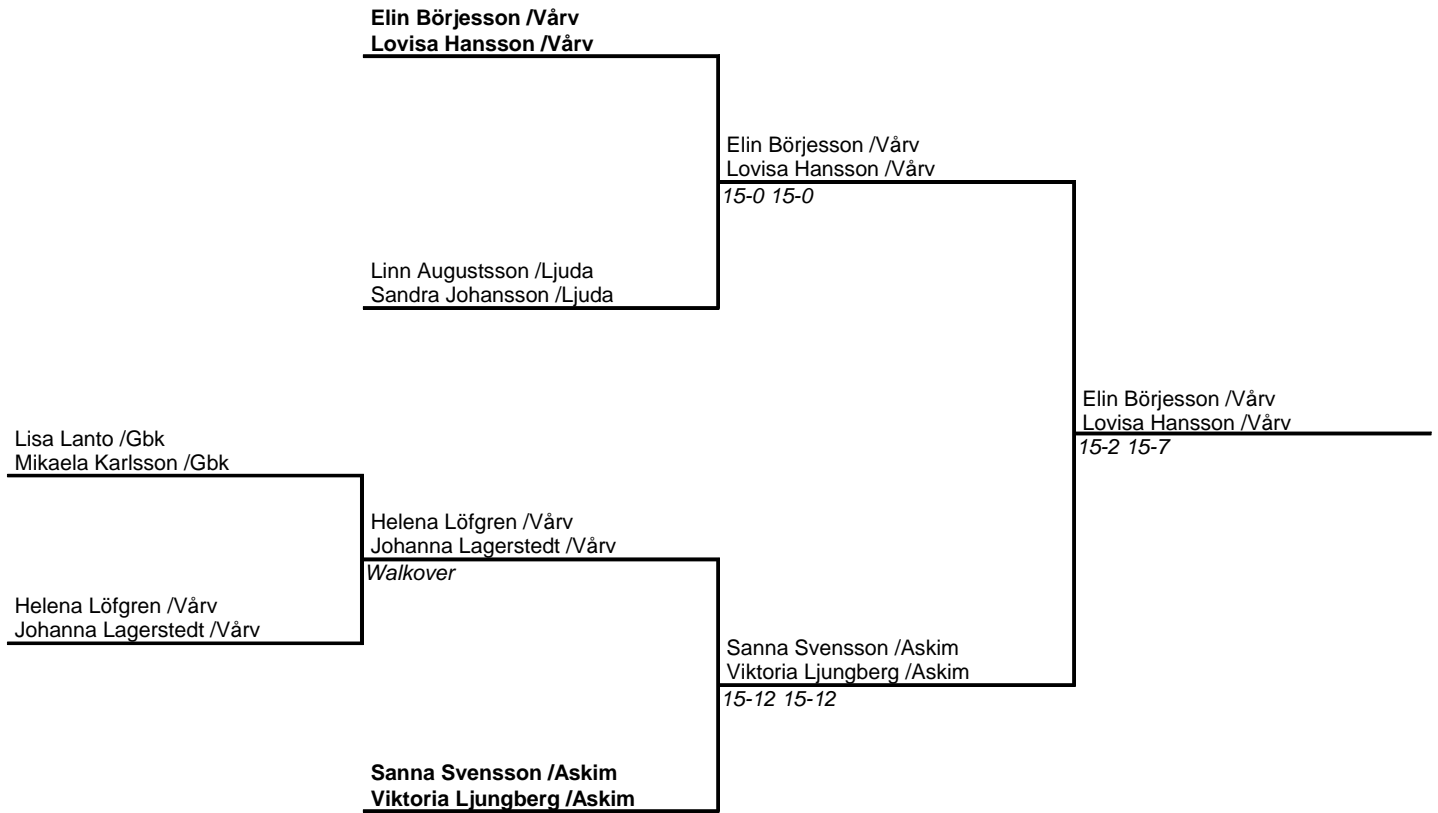 Elin Börjesson /Vårv
Lovisa Hansson /Vårv
Elin Börjesson /Vårv
Lovisa Hansson /Vårv
15-0 15-0
Linn Augustsson /Ljuda
Sandra Johansson /Ljuda
Elin Börjesson /Vårv
Lovisa Hansson /Vårv
15-2 15-7
Lisa Lanto /Gbk
Mikaela Karlsson /Gbk
Helena Löfgren /Vårv
Johanna Lagerstedt /Vårv
Walkover
Helena Löfgren /Vårv
Johanna Lagerstedt /Vårv
Sanna Svensson /Askim
Viktoria Ljungberg /Askim
15-12 15-12
Sanna Svensson /Askim
Viktoria Ljungberg /Askim